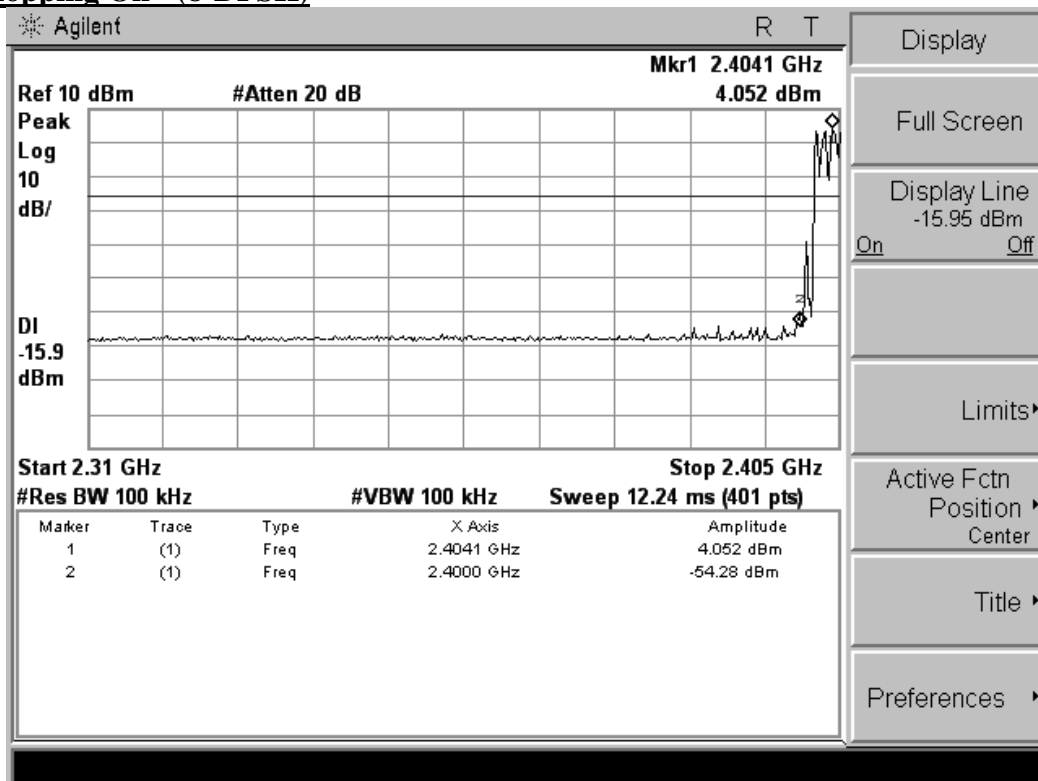 Agilent R T
Mkr1 2.4041 GHz
Ref 10 dBm #Atten 20 dB 4.052 dBm
Peak
Log
10
dB/
2
DI
-15.9
dBm
Start 2.31 GHz Stop 2.405 GHz
#Res BW 100 kHz #VBW 100 kHz Sweep 12.24 ms (401 pts)
Marker Trace Type X Axis Amplitude
1 (1) Freq 2.4041 GHz 4.052 dBm
2 (1) Freq 2.4000 GHz -54.28 dBm
Display
Full Screen
Display Line
-15.95 dBm
On Off
Limits
Active Fctn
Position
Center
Title
Preferences